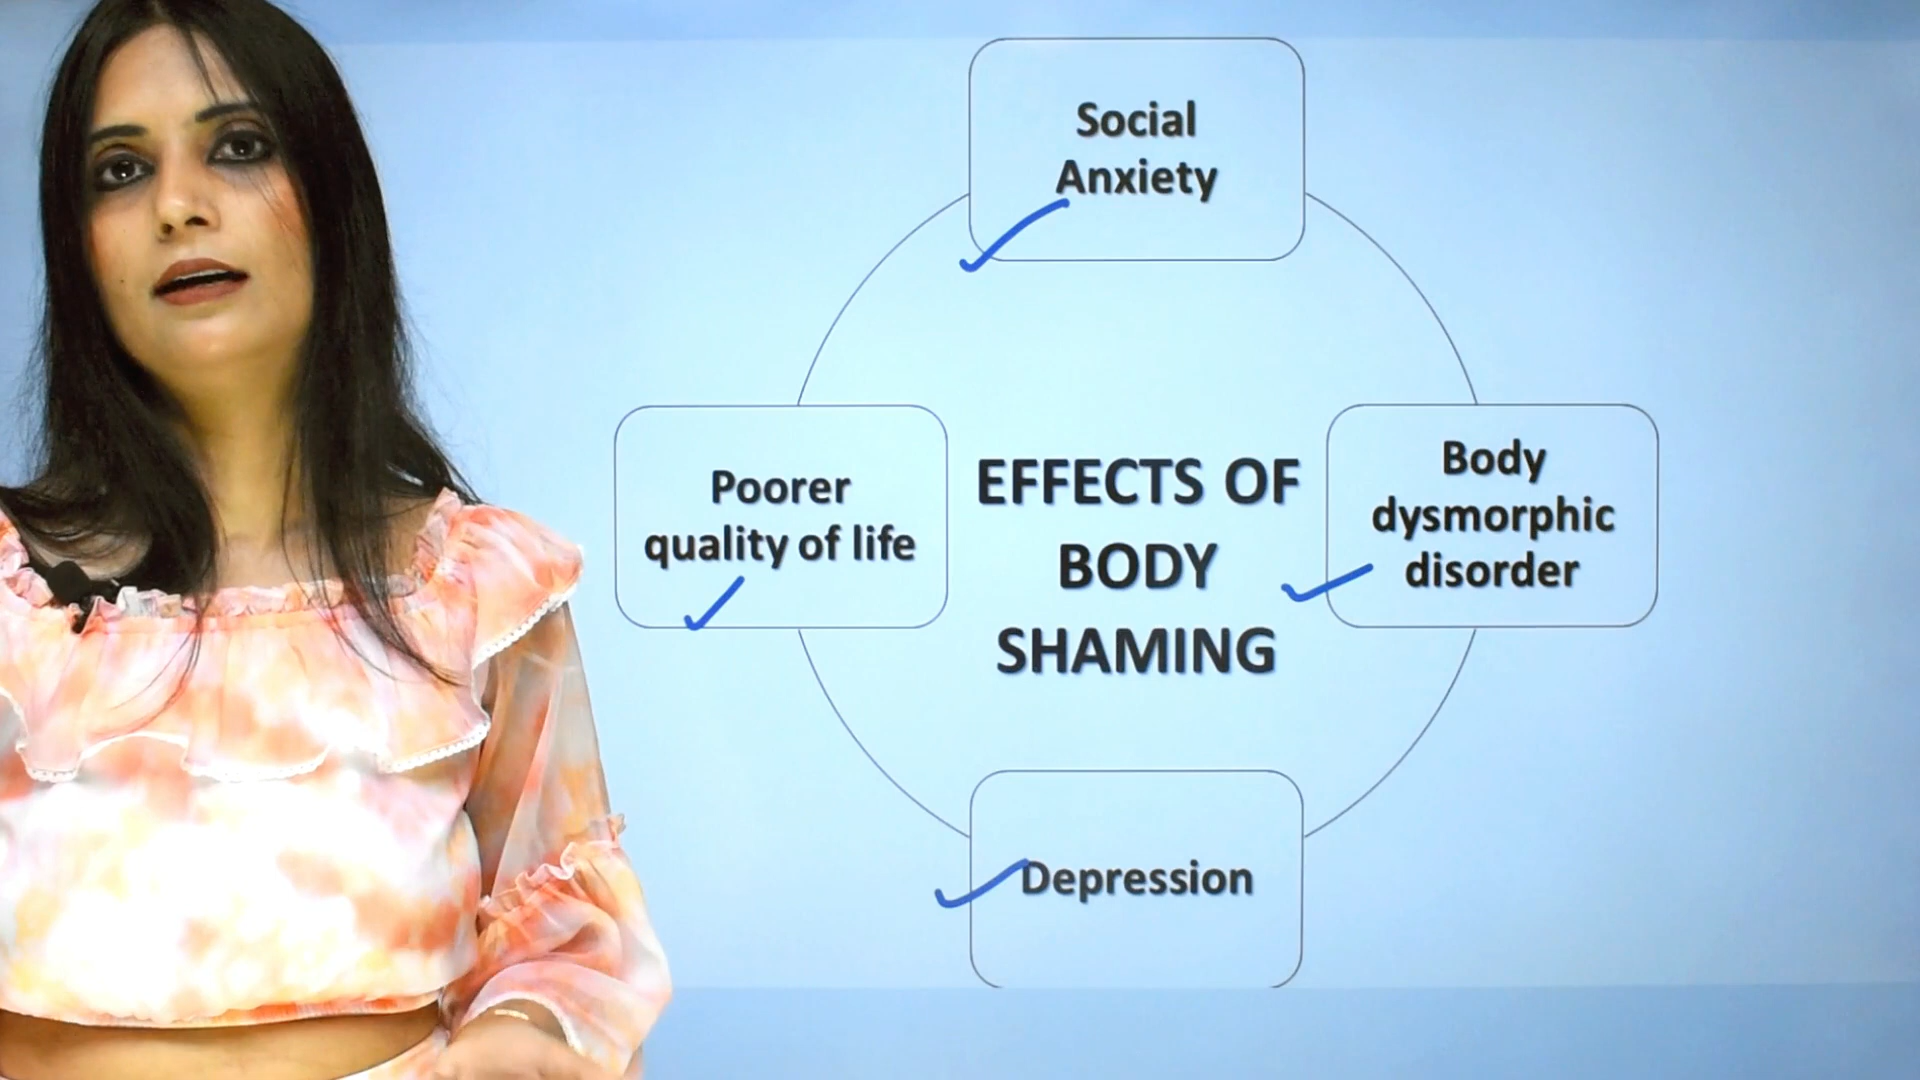 Social
Anxiety
Poorer
quality of life
EFFECTS OF
BODY
SHAMING
Body
dysmorphic
disorder
Depression